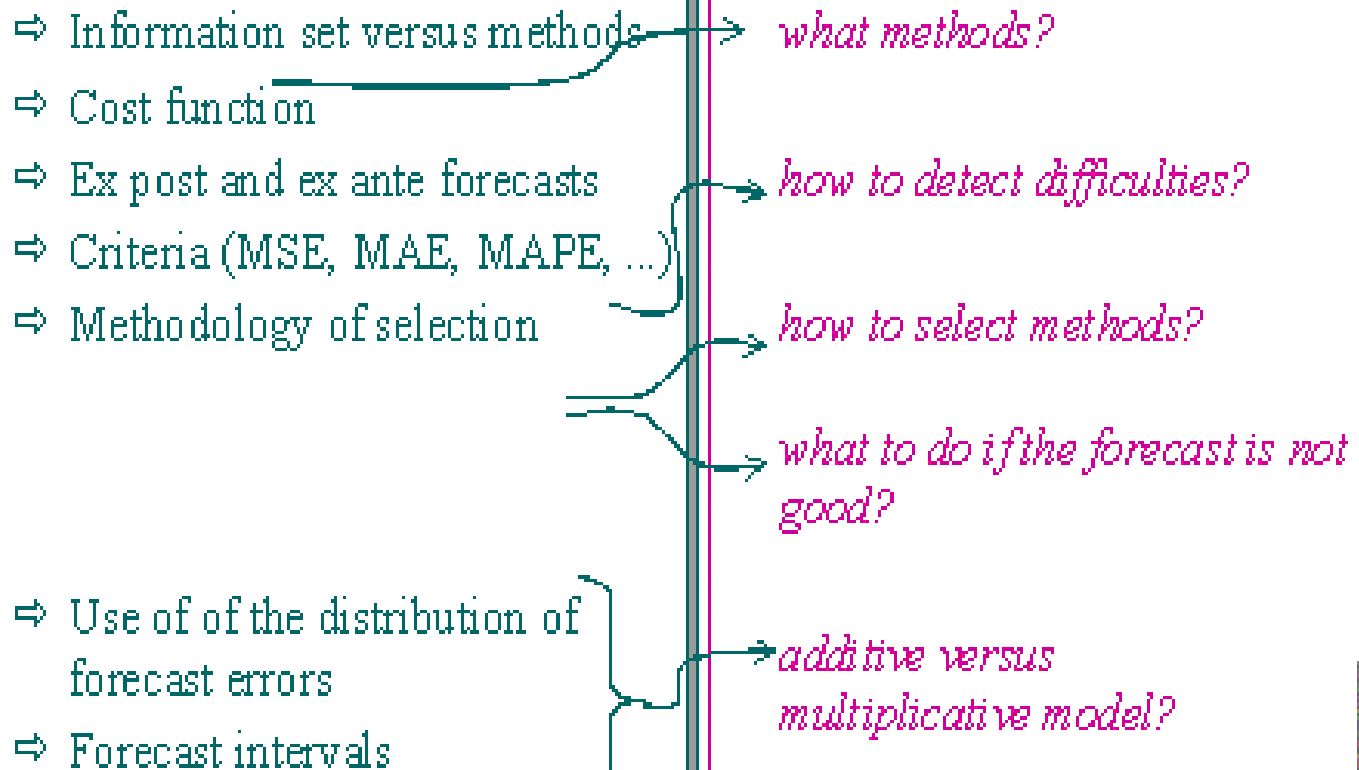 ⇨ Information set versus methods
⇨ Cost function
⇨ Ex post and ex ante forecasts
⇨ Criteria (MSE, MAE, MAPE, ...)
⇨ Methodology of selection
⇨ Use of of the distribution of
forecast errors
⇨ Forecast intervals
what methods?
how to detect difficulties?
how to select methods?
what to do if the forecast is not
good?
additive versus
multiplicative model?